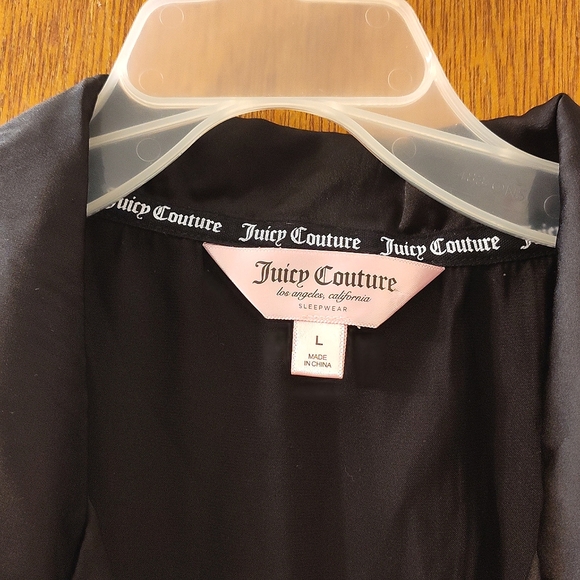 Juicy Couture Juicy Couture Juicy Couture J
Juicy Couture
los angeles, california
SLEEPWEAR
L
MADE
IN CHINA